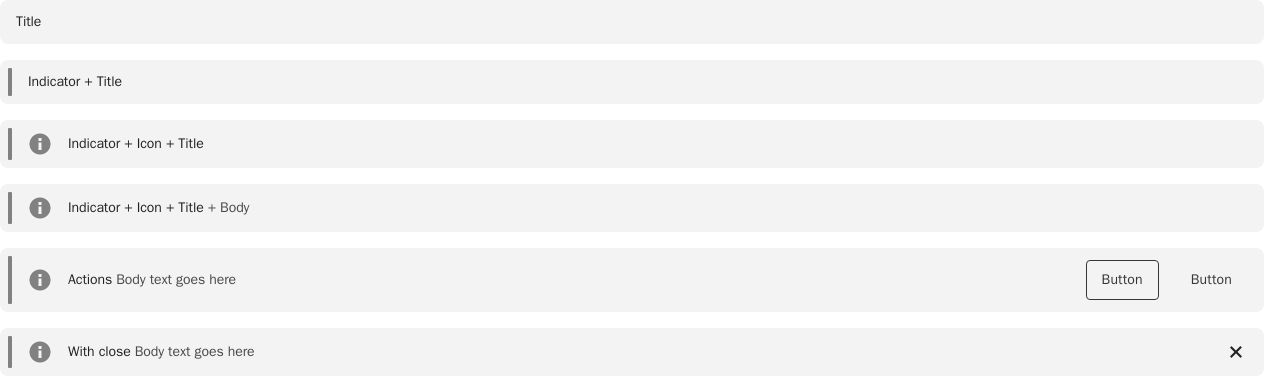 Title
Indicator + Title
Indicator + Icon + Title
Indicator + Icon + Title + Body
Actions Body text goes here Button Button
With close Body text goes here